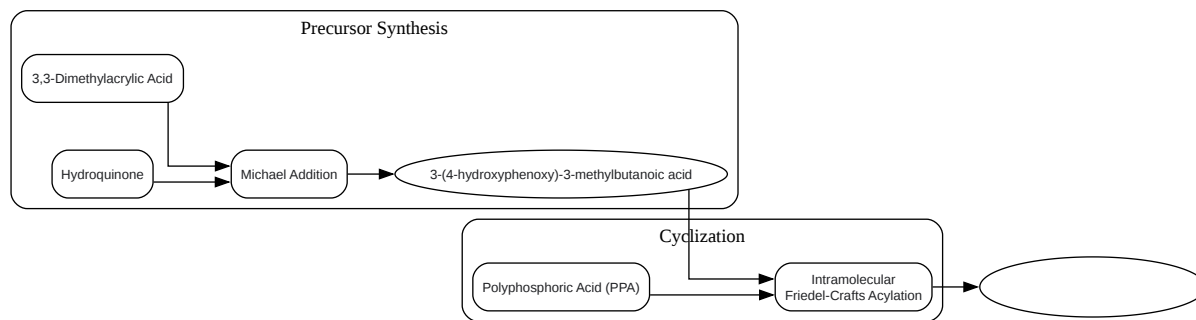 Precursor Synthesis
3,3-Dimethylacrylic Acid
Hydroquinone
Michael Addition
3-(4-hydroxyphenoxy)-3-methylbutanoic acid
Cyclization
Polyphosphoric Acid (PPA)
Intramolecular
Friedel-Crafts Acylation